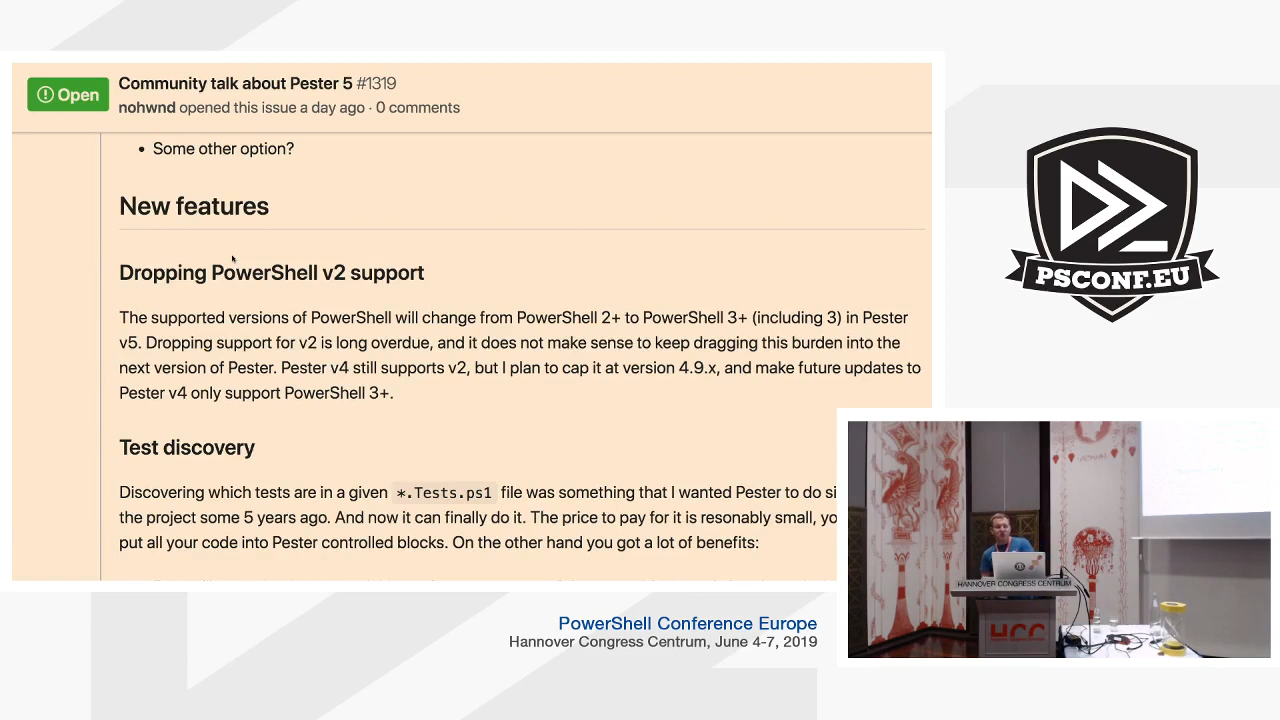 Open
Community talk about Pester 5 #1319
nohwnd opened this issue a day ago · 0 comments
• Some other option?
New features
Dropping PowerShell v2 support
The supported versions of PowerShell will change from PowerShell 2+ to PowerShell 3+ (including 3) in Pester
v5. Dropping support for v2 is long overdue, and it does not make sense to keep dragging this burden into the
next version of Pester. Pester v4 still supports v2, but I plan to cap it at version 4.9.x, and make future updates to
Pester v4 only support PowerShell 3+.
Test discovery
Discovering which tests are in a given *.Tests.ps1 file was something that I wanted Pester to do si
the project some 5 years ago. And now it can finally do it. The price to pay for it is resonably small, yo
put all your code into Pester controlled blocks. On the other hand you got a lot of benefits:
PSCONF.EU
HANNOVER CONGRESS CENTRUM
HCC
PowerShell Conference Europe
Hannover Congress Centrum, June 4-7, 2019